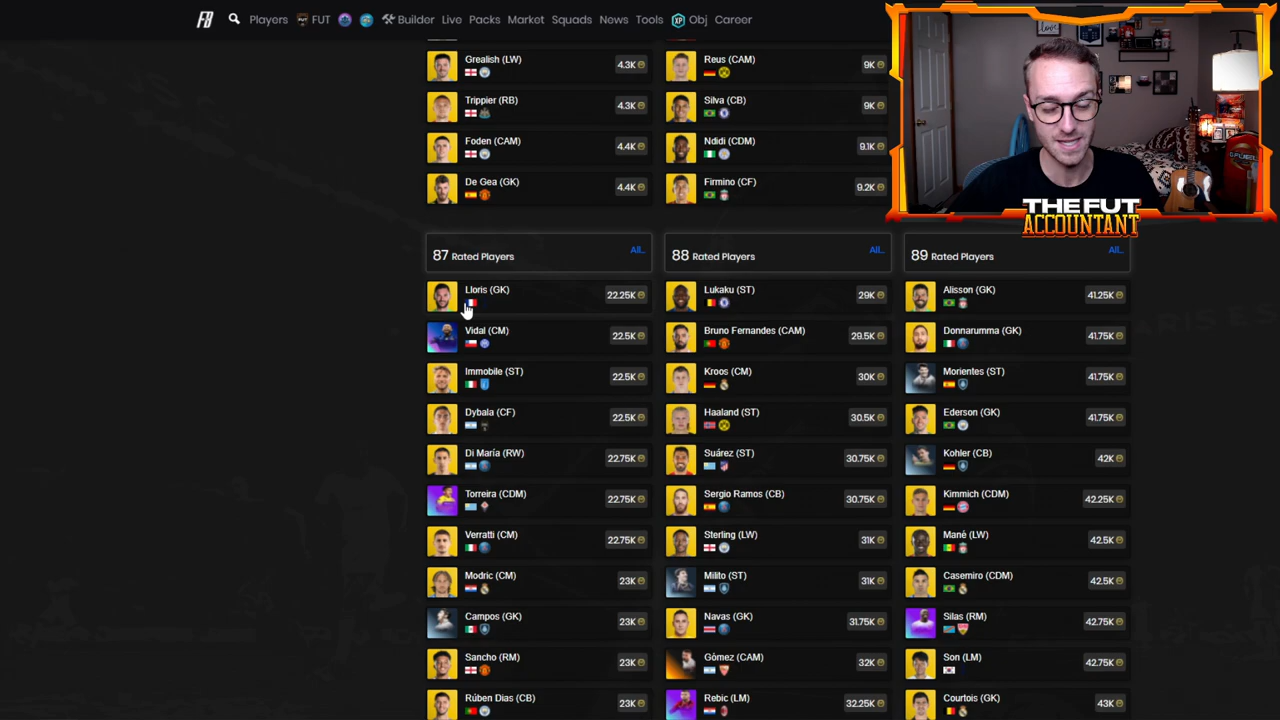 FB Players FUT Builder Live Packs Market Squads News Tools XP Obj Career
Grealish (LW) 4.3K
Trippier (RB) 4.3K
Foden (CAM) 4.4K
De Gea (GK) 4.4K
Reus (CAM) 9K
Silva (CB) 9K
Ndidi (CDM) 9.1K
Firmino (CF) 9.2K
THE FUT
ACCOUNTANT
87 Rated Players All..
Lloris (GK) 22.25K
Vidal (CM) 22.5K
Immobile (ST) 22.5K
Dybala (CF) 22.5K
Di María (RW) 22.75K
Torreira (CDM) 22.75K
Verratti (CM) 22.75K
Modric (CM) 23K
Campos (GK) 23K
Sancho (RM) 23K
Rúben Dias (CB) 23K
88 Rated Players All..
Lukaku (ST) 29K
Bruno Fernandes (CAM) 29.5K
Kroos (CM) 30K
Haaland (ST) 30.5K
Suárez (ST) 30.75K
Sergio Ramos (CB) 30.75K
Sterling (LW) 31K
Milito (ST) 31K
Navas (GK) 31.75K
Gómez (CAM) 32K
Rebic (LM) 32.25K
89 Rated Players All..
Alisson (GK) 41.25K
Donnarumma (GK) 41.75K
Morientes (ST) 41.75K
Ederson (GK) 41.75K
Kohler (CB) 42K
Kimmich (CDM) 42.25K
Mané (LW) 42.5K
Casemiro (CDM) 42.5K
Silas (RM) 42.75K
Son (LM) 42.75K
Courtois (GK) 43K